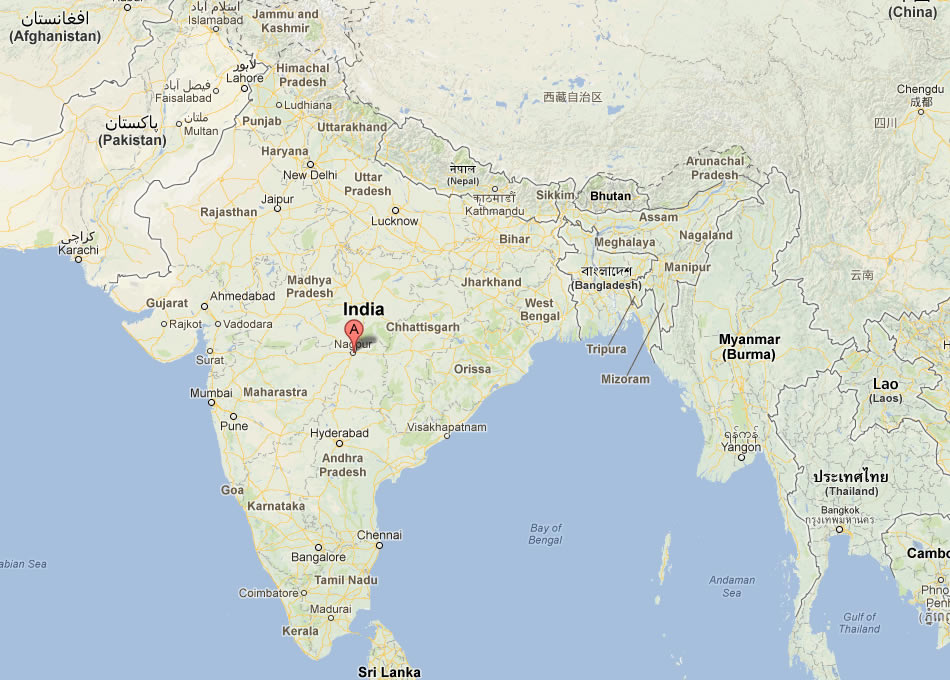 افغانستان
(Afghanistan)
اسلام آباد
Islamabad
Jammu and
Kashmir
(China)
لاہور
Lahore
Himachal
Pradesh
فیصل آباد
Faisalabad
Ludhiana
西藏自治区
Chengdu
成都
四川
پاکستان
(Pakistan)
ملتان
Multan
Punjab
Uttarakhand
Haryana
New Delhi
Uttar
Pradesh
नेपाल
(Nepal)
काठमाडौं
Kathmandu
Sikkim
Bhutan
Arunachal
Pradesh
Jaipur
Rajasthan
Lucknow
Assam
Nagaland
Bihar
Meghalaya
کراچی
Karachi
Manipur
বাংলাদেশ
(Bangladesh)
云南
Madhya
Pradesh
Jharkhand
Gujarat
Ahmedabad
India
West
Bengal
Rajkot
Vadodara
A
Chhattisgarh
Nagpur
Surat
Tripura
Myanmar
(Burma)
Orissa
Mizoram
Mumbai
Maharastra
Lao
(Laos)
Pune
Hyderabad
Visakhapatnam
ရန်ကုန်
Yangon
Andhra
Pradesh
Goa
Karnataka
ประเทศไทย
(Thailand)
Bangkok
กรุงเทพมหานคร
Chennai
Bay of
Bengal
Bangalore
abian Sea
Tamil Nadu
Coimbatore
Andaman
Sea
Cambo
Phno
Penh
Madurai
Kerala
Gulf of
Thailand
Sri Lanka